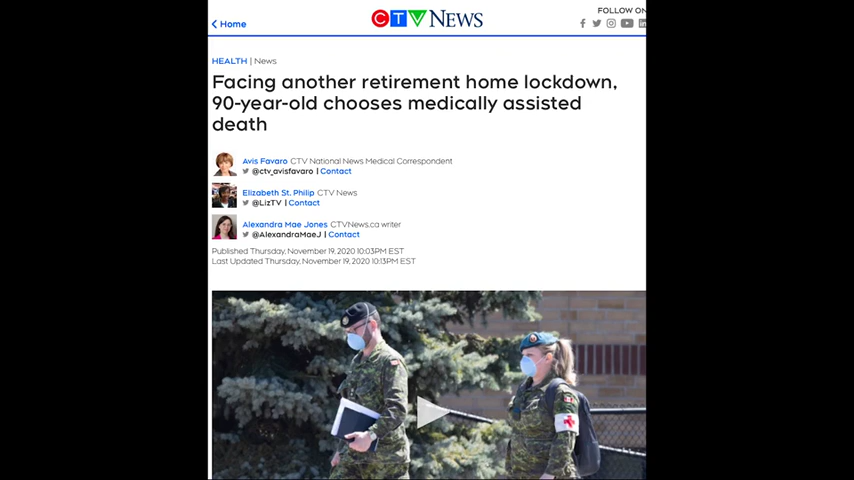 FOLLOW ON
Home
CTV NEWS
HEALTH | News
Facing another retirement home lockdown,
90-year-old chooses medically assisted
death
Avis Favaro CTV National News Medical Correspondent
@ctv_avisfavaro | Contact
Elizabeth St. Philip CTV News
@LizTV | Contact
Alexandra Mae Jones CTVNews.ca writer
@AlexandraMaeJ | Contact
Published Thursday, November 19, 2020 10:03PM EST
Last Updated Thursday, November 19, 2020 10:13PM EST